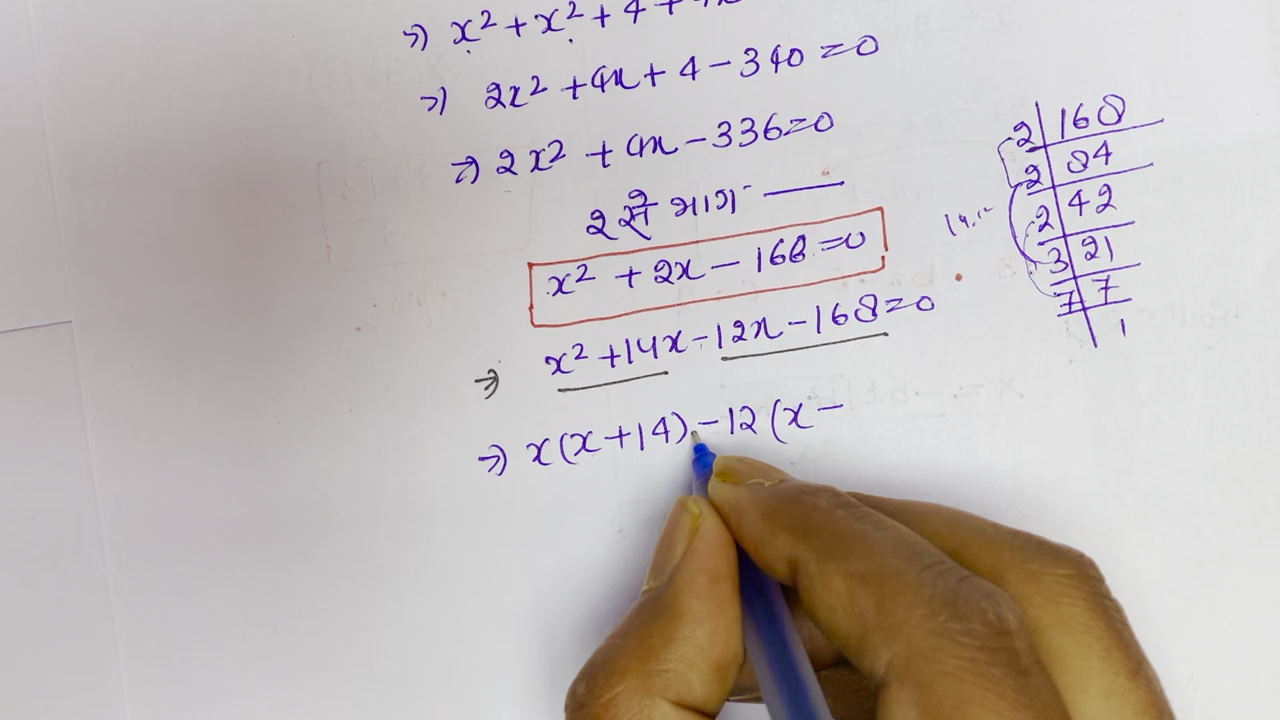 ⇒) x² + x² + 4 +
⇒) 2x² + 4x + 4 - 340 = 0
⇒ 2x² + 4x - 336 = 0
2 से भाग
x² + 2x - 168 = 0
⇒ x² + 14x - 12x - 168 = 0
⇒ x(x + 14) - 12 (x -
2 | 168
2 | 84
2 | 42
3 | 21
7 | 7
| 1